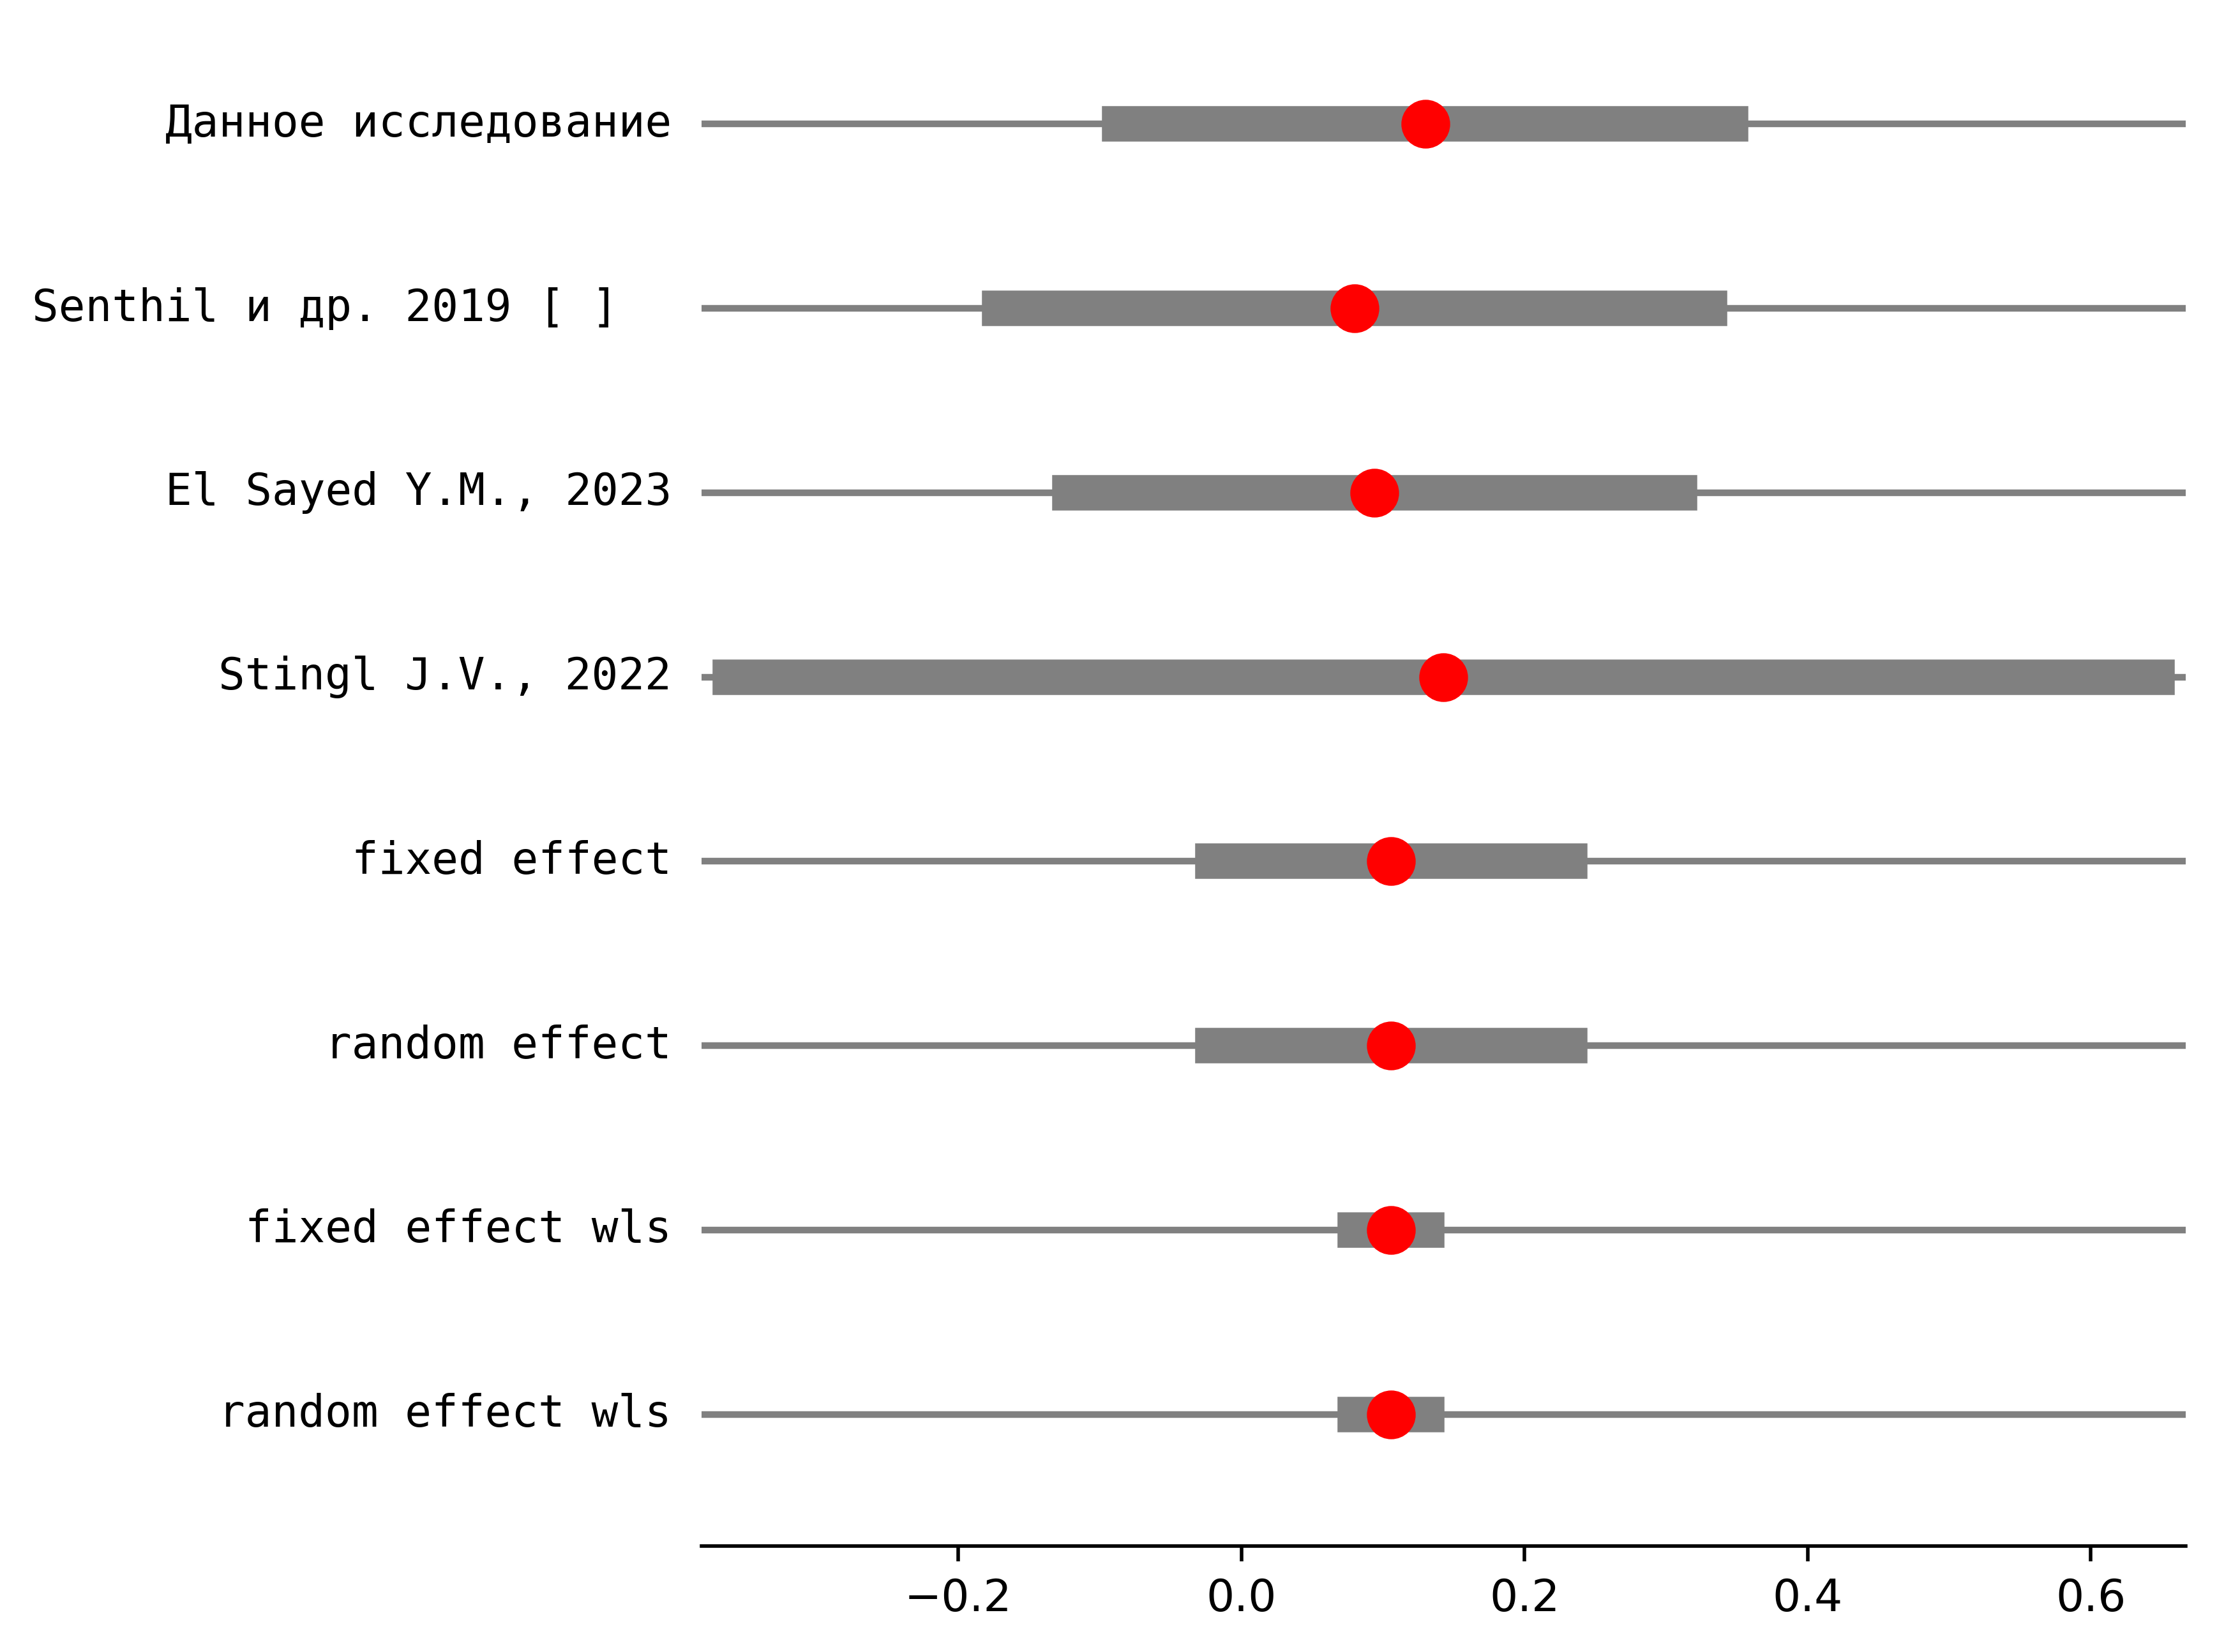 Данное исследование
Senthil и др. 2019 [ ]
El Sayed Y.M., 2023
Stingl J.V., 2022
fixed effect
random effect
fixed effect wls
random effect wls
−0.2 0.0 0.2 0.4 0.6